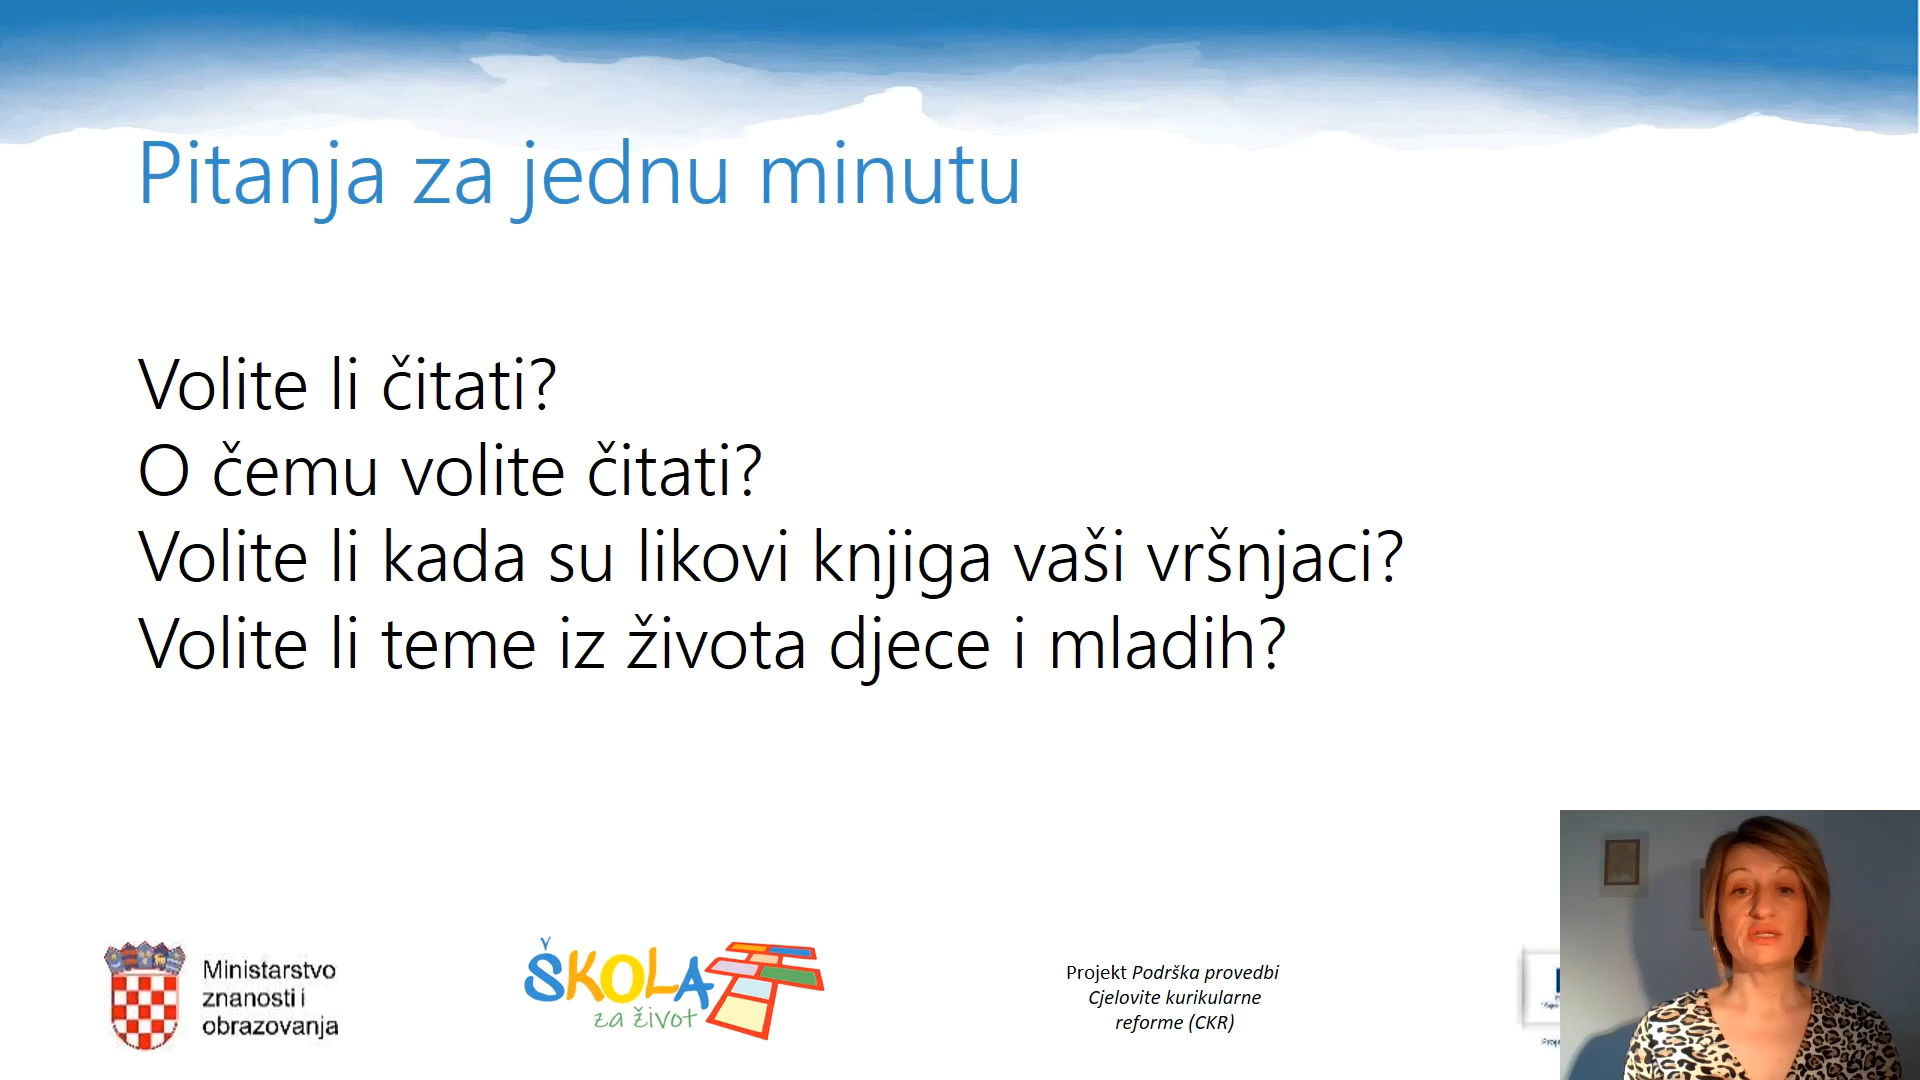 Pitanja za jednu minutu
Volite li čitati?
O čemu volite čitati?
Volite li kada su likovi knjiga vaši vršnjaci?
Volite li teme iz života djece i mladih?
Ministarstvo
znanosti i
obrazovanja
ŠKOLA
za život
Projekt Podrška provedbi
Cjelovite kurikularne
reforme (CKR)